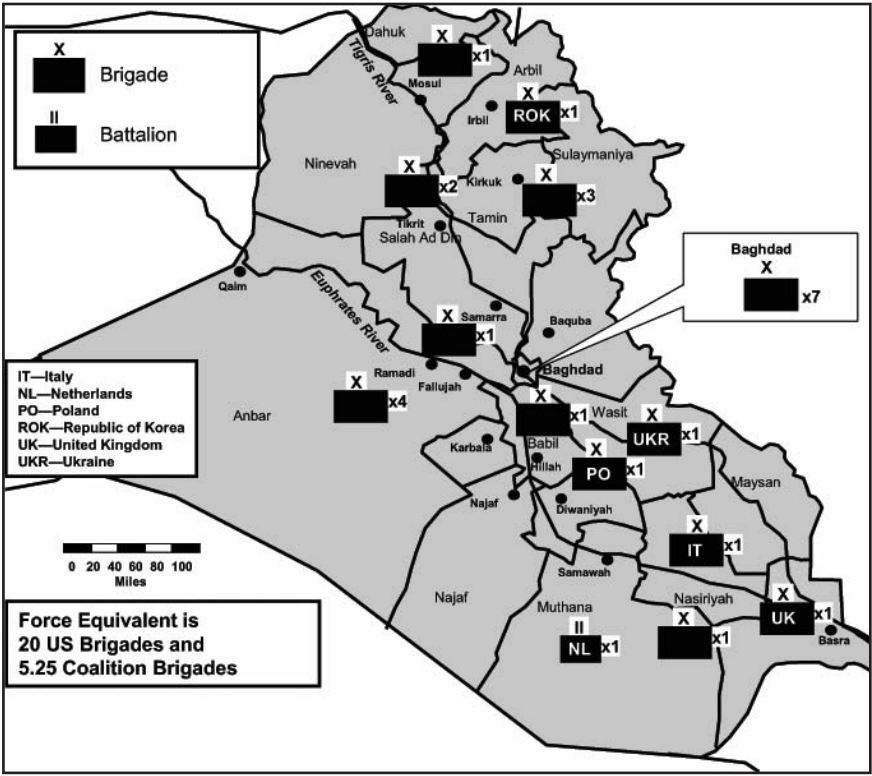 X
Brigade
II
Battalion
Dahuk
X
x1
Tigris River
Mosul
Arbil
X
Irbil
ROK
x1
Sulaymaniya
Ninevah
X
x2
Kirkuk
X
x3
Tamin
Tikrit
Salah Ad Din
Baghdad
X
x7
Qaim
Euphrates River
Samarra
X
x1
Baquba
Baghdad
Ramadi
Fallujah
IT—Italy
NL—Netherlands
PO—Poland
ROK—Republic of Korea
UK—United Kingdom
UKR—Ukraine
X
x4
Anbar
X
x1
Wasit
X
UKR
x1
Babil
Karbala
Hillah
X
PO
x1
Maysan
Najaf
Diwaniyah
X
IT
x1
0 20 40 60 80 100
Miles
Samawah
Najaf
Muthana
Nasiriyah
X
UK
x1
Basra
II
NL
x1
X
x1
Force Equivalent is
20 US Brigades and
5.25 Coalition Brigades